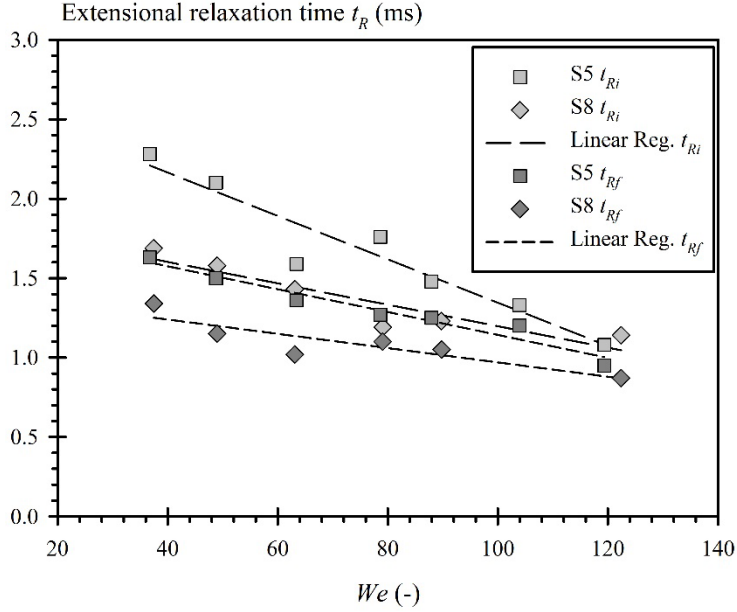 Extensional relaxation time t_R (ms)
3.0
2.5
2.0
1.5
1.0
0.5
0.0
S5 t_Ri
S8 t_Ri
Linear Reg. t_Ri
S5 t_Rf
S8 t_Rf
Linear Reg. t_Rf
20 40 60 80 100 120 140
We (-)